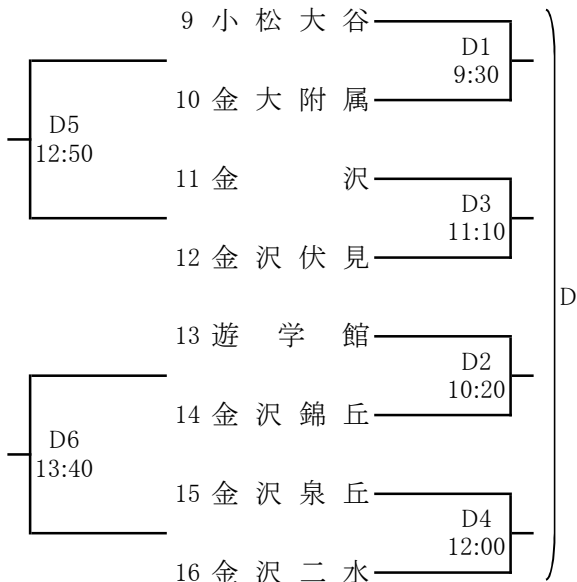 9 小松大谷
D1
9:30
10 金大附属
D5
12:50
11 金沢
D3
11:10
12 金沢伏見
D
13 遊学館
D2
10:20
14 金沢錦丘
D6
13:40
15 金沢泉丘
D4
12:00
16 金沢二水